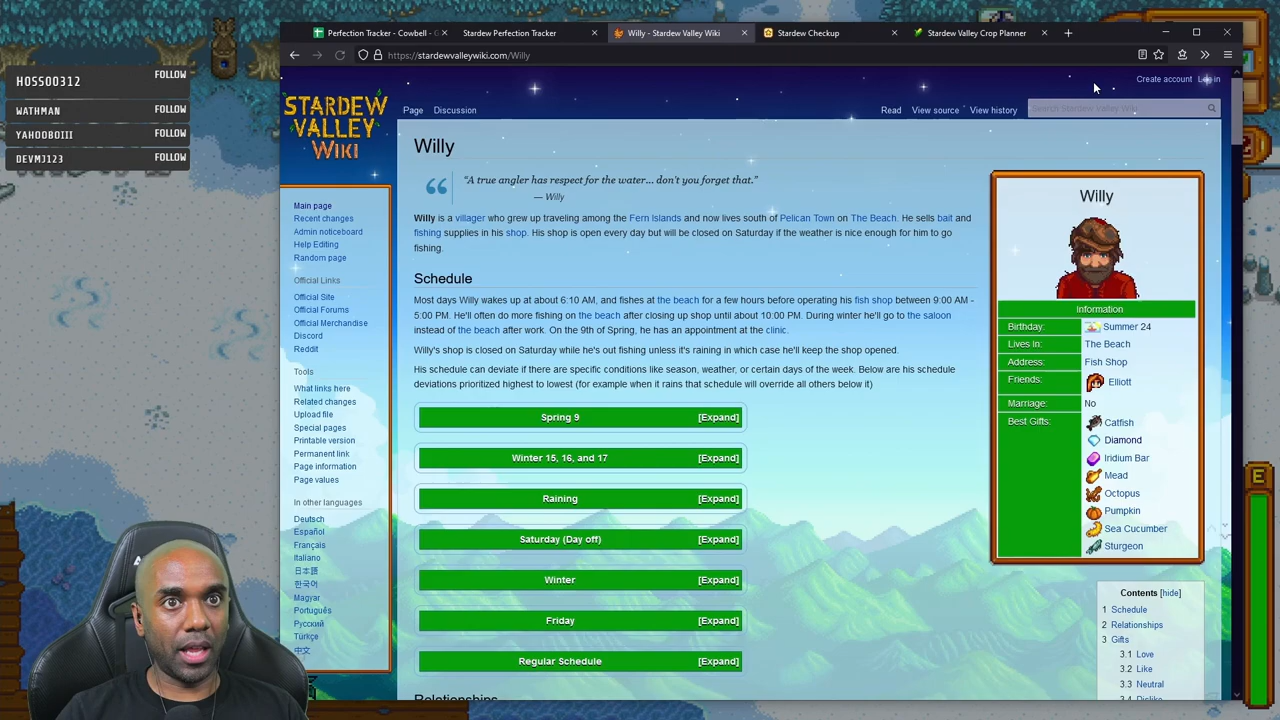 Perfection Tracker - Cowbell -
Stardew Perfection Tracker
Willy - Stardew Valley Wiki
Stardew Checkup
Stardew Valley Crop Planner
https://stardewvalleywiki.com/Willy
HOSSO0312 FOLLOW
WATHMAN FOLLOW
YAHOOBOIII FOLLOW
DEVMJ123 FOLLOW
Create account Log in
STARDEW
VALLEY
WIKI
Page Discussion
Read View source View history
Search Stardew Valley Wiki
Main page
Recent changes
Admin noticeboard
Help Editing
Random page
Official Links
Official Site
Official Forums
Official Merchandise
Discord
Reddit
Tools
What links here
Related changes
Upload file
Special pages
Printable version
Permanent link
Page information
Page values
In other languages
Deutsch
Español
Français
Italiano
日本語
한국어
Magyar
Português
Русский
Türkçe
中文
Willy
“A true angler has respect for the water... don't you forget that.”
— Willy
Willy is a villager who grew up traveling among the Fern Islands and now lives south of Pelican Town on The Beach. He sells bait and
fishing supplies in his shop. His shop is open every day but will be closed on Saturday if the weather is nice enough for him to go
fishing.
Schedule
Most days Willy wakes up at about 6:10 AM, and fishes at the beach for a few hours before operating his fish shop between 9:00 AM -
5:00 PM. He'll often do more fishing on the beach after closing up shop until about 10:00 PM. During winter he'll go to the saloon
instead of the beach after work. On the 9th of Spring, he has an appointment at the clinic.
Willy's shop is closed on Saturday while he's out fishing unless it's raining in which case he'll keep the shop opened.
His schedule can deviate if there are specific conditions like season, weather, or certain days of the week. Below are his schedule
deviations prioritized highest to lowest (for example when it rains that schedule will override all others below it)
Spring 9 [Expand]
Winter 15, 16, and 17 [Expand]
Raining [Expand]
Saturday (Day off) [Expand]
Winter [Expand]
Friday [Expand]
Regular Schedule [Expand]
Relationships
Willy
Information
Birthday: Summer 24
Lives In: The Beach
Address: Fish Shop
Friends: Elliott
Marriage: No
Best Gifts: Catfish
Diamond
Iridium Bar
Mead
Octopus
Pumpkin
Sea Cucumber
Sturgeon
Contents [hide]
1 Schedule
2 Relationships
3 Gifts
3.1 Love
3.2 Like
3.3 Neutral
3.4 Dislike
E